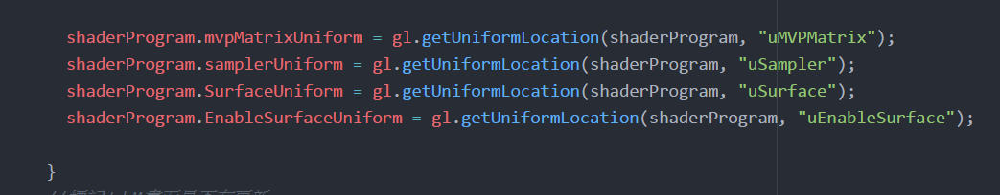 shaderProgram.mvpMatrixUniform = gl.getUniformLocation(shaderProgram, "uMVPMatrix");
shaderProgram.samplerUniform = gl.getUniformLocation(shaderProgram, "uSampler");
shaderProgram.SurfaceUniform = gl.getUniformLocation(shaderProgram, "uSurface");
shaderProgram.EnableSurfaceUniform = gl.getUniformLocation(shaderProgram, "uEnableSurface");
}